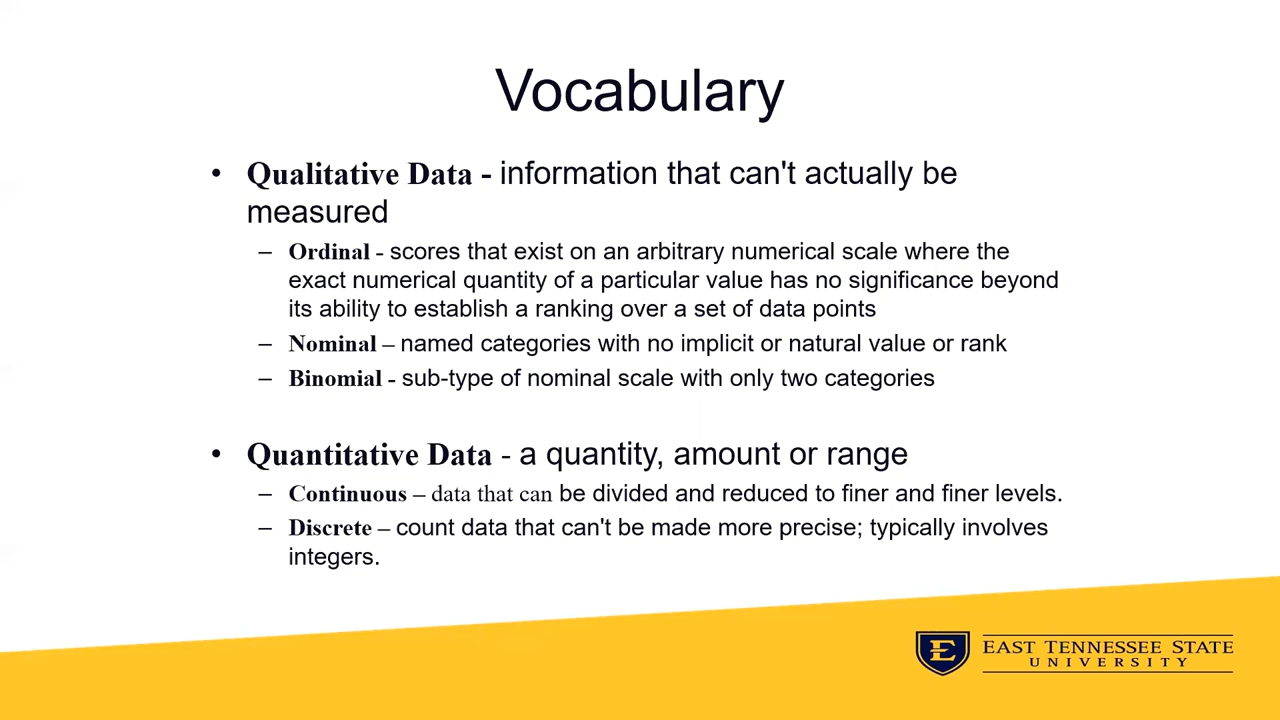 Vocabulary
• Qualitative Data - information that can't actually be
measured
– Ordinal - scores that exist on an arbitrary numerical scale where the
exact numerical quantity of a particular value has no significance beyond
its ability to establish a ranking over a set of data points
– Nominal – named categories with no implicit or natural value or rank
– Binomial - sub-type of nominal scale with only two categories
• Quantitative Data - a quantity, amount or range
– Continuous – data that can be divided and reduced to finer and finer levels.
– Discrete – count data that can't be made more precise; typically involves
integers.
E
EAST TENNESSEE STATE
UNIVERSITY